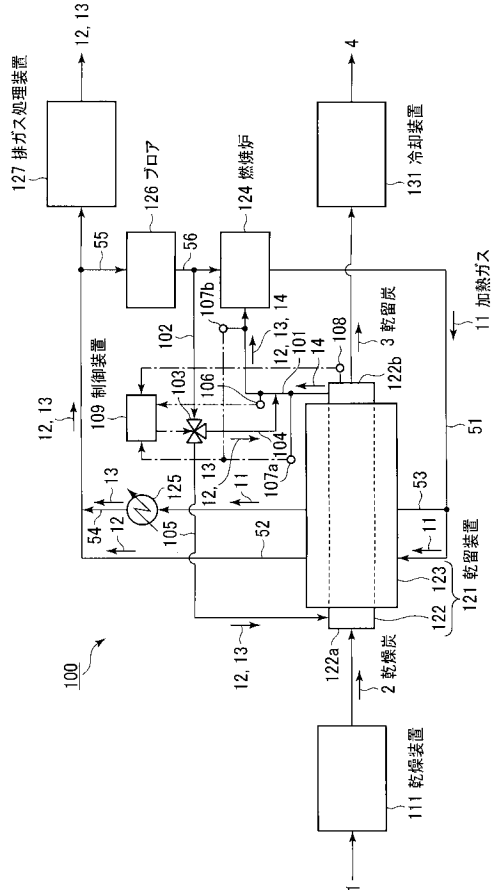 12, 13
127 排ガス処理装置
55
126 ブロア
56
124 燃焼炉
4
131 冷却装置
12, 13
109 制御装置
102
103
106
107b
12, 13, 14
101
14
108
3 乾留炭
122b
11 加熱ガス
51
13
54
12
125
105
11
52
12, 13
104
107a
53
11
12, 13
100
122a
122
123
121 乾留装置
2 乾燥炭
111 乾燥装置
1